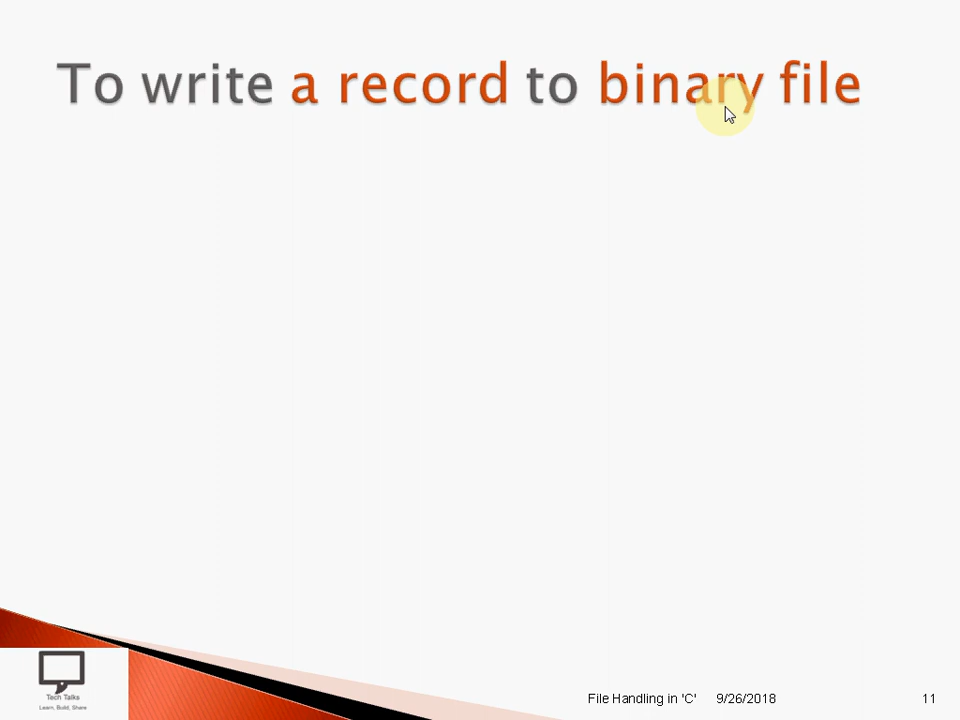 To write a record to binary file
Tech Talks
Learn, Build, Share
File Handling in 'C' 9/26/2018 11